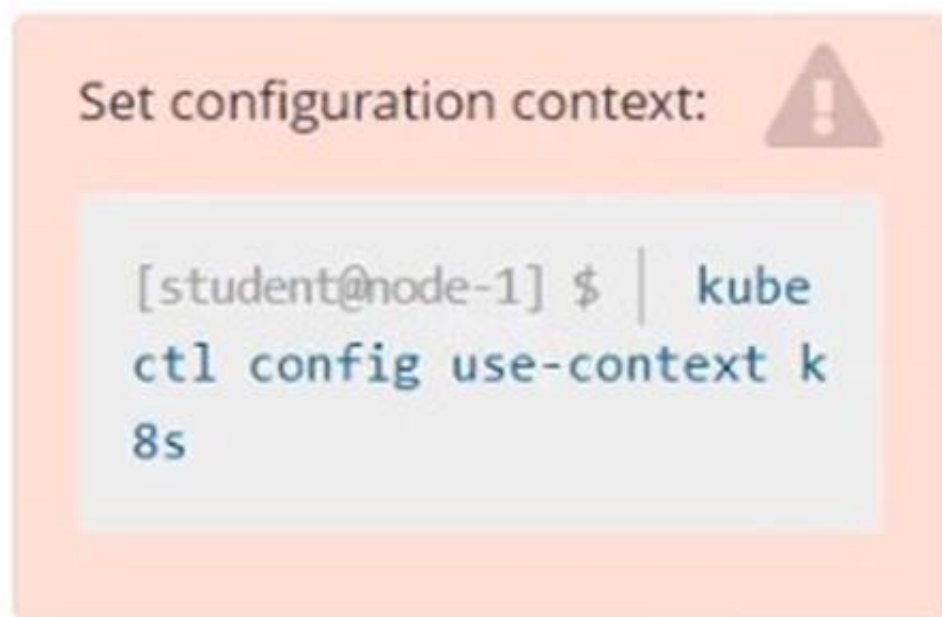 Set configuration context:
[student@node-1] $ | kube
ctl config use-context k
8s